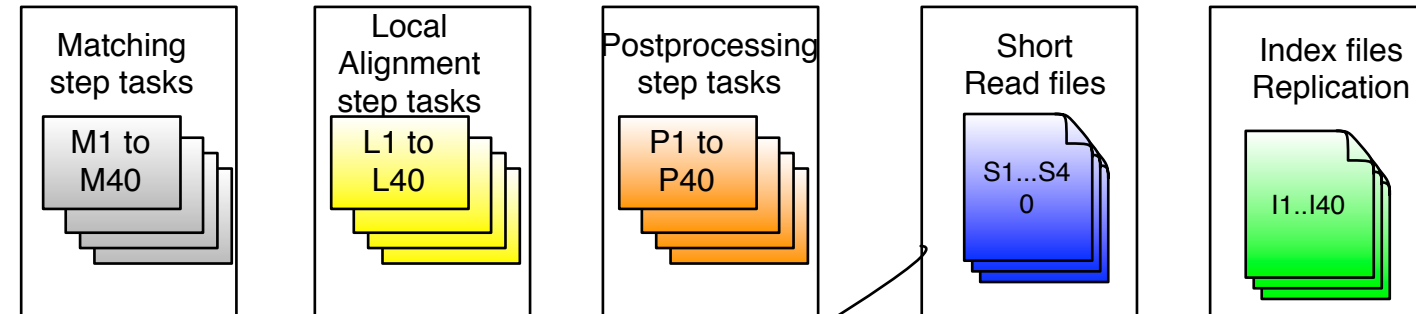 Matching
step tasks
M1 to
M40
Local
Alignment
step tasks
L1 to
L40
Postprocessing
step tasks
P1 to
P40
Short
Read files
S1...S4
0
Index files
Replication
I1..I40